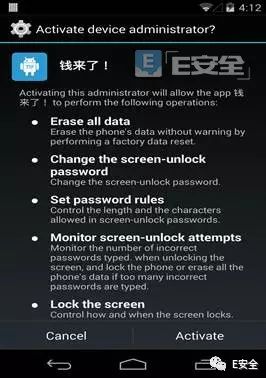 4:12
Activate device administrator?
E安全
TIP
钱来了！
Activating this administrator will allow the app 钱
来了！ to perform the following operations:
● Erase all data
Erase the phone's data without warning by
performing a factory data reset.
● Change the screen-unlock
password
Change the screen-unlock password.
● Set password rules
Control the length and the characters
allowed in screen-unlock passwords.
● Monitor screen-unlock attempts
Monitor the number of incorrect
passwords typed. when unlocking the
screen, and lock the phone or erase all the
phone's data if too many incorrect
passwords are typed.
● Lock the screen
Control how and when the screen locks.
Cancel
Activate
E安全